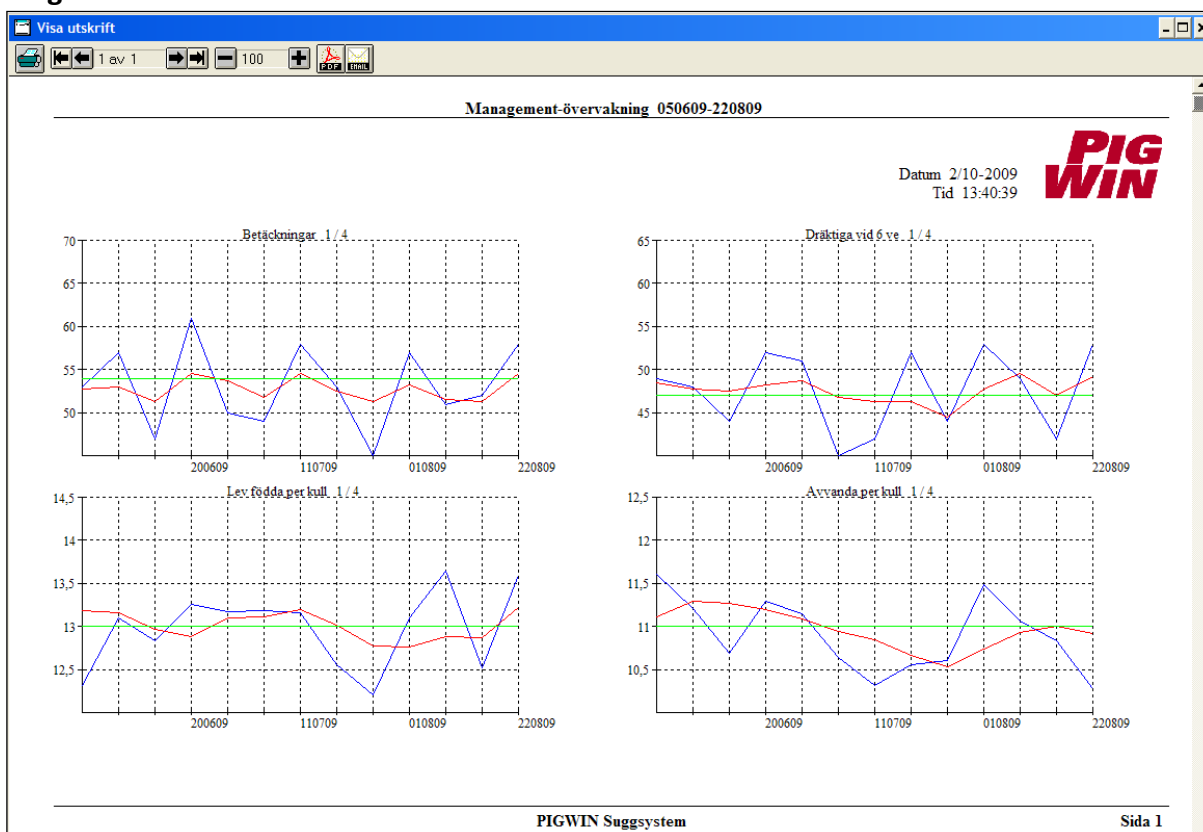 Visa utskrift
1 av 1 100 PDF EMAIL
Management-övervakning 050609-220809
PIG
WIN
Datum 2/10-2009
Tid 13:40:39
Betäckningar 1 / 4
70
65
60
55
50
200609 110709 010809 220809
Dräktiga vid 6 ve 1 / 4
65
60
55
50
45
200609 110709 010809 220809
Lev födda per kull 1 / 4
14,5
14
13,5
13
12,5
200609 110709 010809 220809
Avvanda per kull 1 / 4
12,5
12
11,5
11
10,5
200609 110709 010809 220809
PIGWIN Suggsystem Sida 1